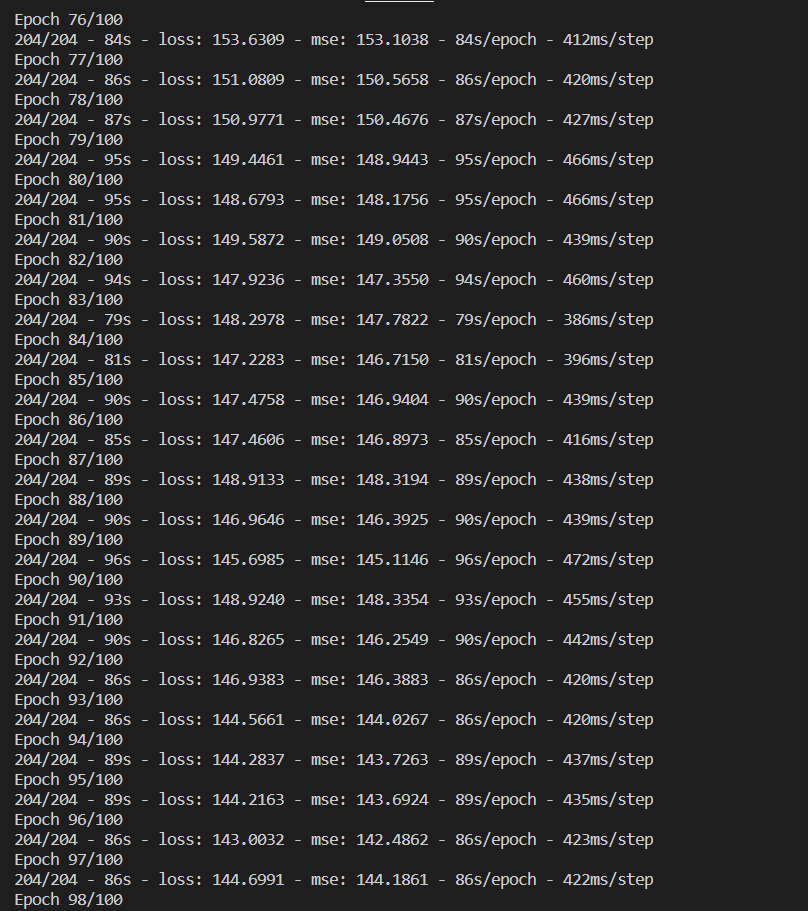 Epoch 76/100
204/204 - 84s - loss: 153.6309 - mse: 153.1038 - 84s/epoch - 412ms/step
Epoch 77/100
204/204 - 86s - loss: 151.0809 - mse: 150.5658 - 86s/epoch - 420ms/step
Epoch 78/100
204/204 - 87s - loss: 150.9771 - mse: 150.4676 - 87s/epoch - 427ms/step
Epoch 79/100
204/204 - 95s - loss: 149.4461 - mse: 148.9443 - 95s/epoch - 466ms/step
Epoch 80/100
204/204 - 95s - loss: 148.6793 - mse: 148.1756 - 95s/epoch - 466ms/step
Epoch 81/100
204/204 - 90s - loss: 149.5872 - mse: 149.0508 - 90s/epoch - 439ms/step
Epoch 82/100
204/204 - 94s - loss: 147.9236 - mse: 147.3550 - 94s/epoch - 460ms/step
Epoch 83/100
204/204 - 79s - loss: 148.2978 - mse: 147.7822 - 79s/epoch - 386ms/step
Epoch 84/100
204/204 - 81s - loss: 147.2283 - mse: 146.7150 - 81s/epoch - 396ms/step
Epoch 85/100
204/204 - 90s - loss: 147.4758 - mse: 146.9404 - 90s/epoch - 439ms/step
Epoch 86/100
204/204 - 85s - loss: 147.4606 - mse: 146.8973 - 85s/epoch - 416ms/step
Epoch 87/100
204/204 - 89s - loss: 148.9133 - mse: 148.3194 - 89s/epoch - 438ms/step
Epoch 88/100
204/204 - 90s - loss: 146.9646 - mse: 146.3925 - 90s/epoch - 439ms/step
Epoch 89/100
204/204 - 96s - loss: 145.6985 - mse: 145.1146 - 96s/epoch - 472ms/step
Epoch 90/100
204/204 - 93s - loss: 148.9240 - mse: 148.3354 - 93s/epoch - 455ms/step
Epoch 91/100
204/204 - 90s - loss: 146.8265 - mse: 146.2549 - 90s/epoch - 442ms/step
Epoch 92/100
204/204 - 86s - loss: 146.9383 - mse: 146.3883 - 86s/epoch - 420ms/step
Epoch 93/100
204/204 - 86s - loss: 144.5661 - mse: 144.0267 - 86s/epoch - 420ms/step
Epoch 94/100
204/204 - 89s - loss: 144.2837 - mse: 143.7263 - 89s/epoch - 437ms/step
Epoch 95/100
204/204 - 89s - loss: 144.2163 - mse: 143.6924 - 89s/epoch - 435ms/step
Epoch 96/100
204/204 - 86s - loss: 143.0032 - mse: 142.4862 - 86s/epoch - 423ms/step
Epoch 97/100
204/204 - 86s - loss: 144.6991 - mse: 144.1861 - 86s/epoch - 422ms/step
Epoch 98/100